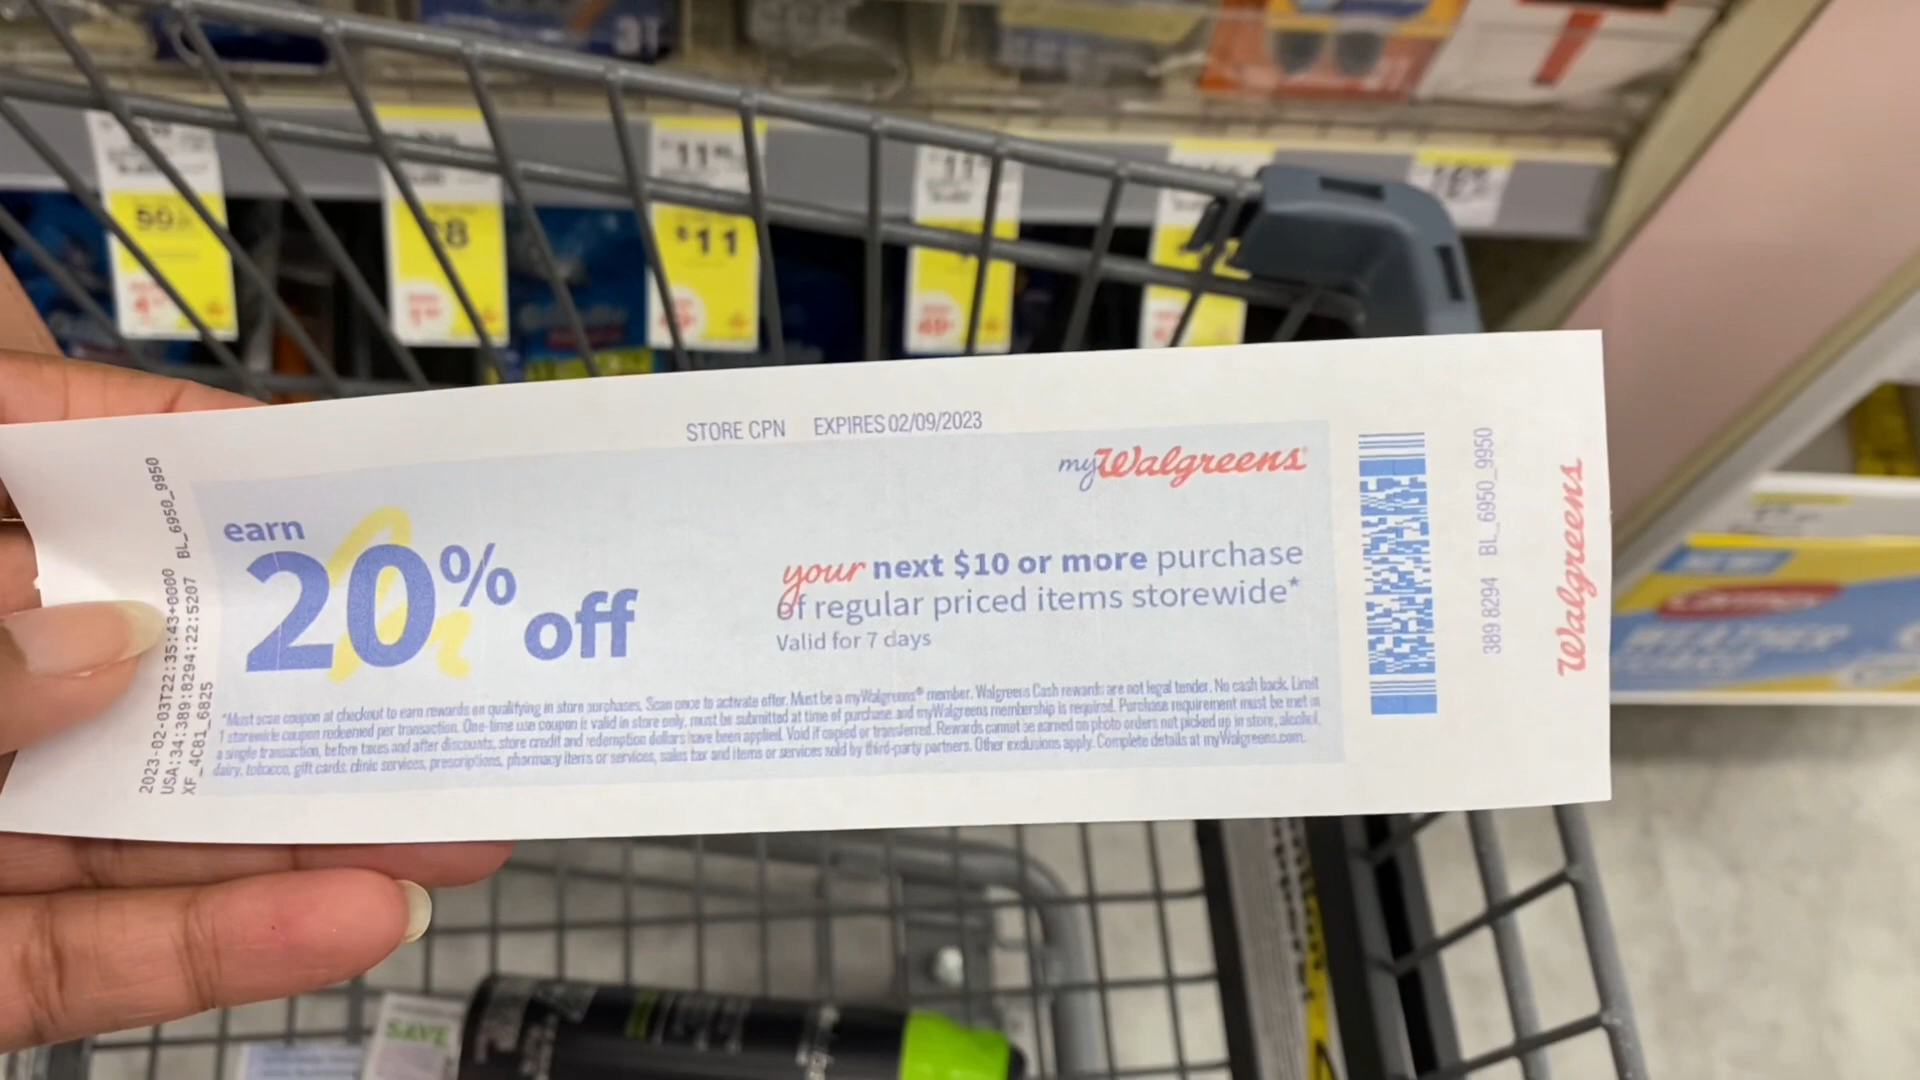 $8
$11
STORE CPN EXPIRES 02/09/2023
myWalgreens®
earn
20% off
your next $10 or more purchase
of regular priced items storewide*
Valid for 7 days
*Must scan coupon at checkout to earn rewards on qualifying in store purchases. Scan once to activate offer. Must be a myWalgreens® member. Walgreens Cash rewards are not legal tender. No cash back. Limit
1 storewide coupon redeemed per transaction. One-time use coupon is valid in store only, must be submitted at time of purchase and myWalgreens membership is required. Purchase requirement must be met in
a single transaction, before taxes and after discounts, store credit and redemption dollars have been applied. Void if copied or transferred. Rewards cannot be earned on photo orders not picked up in store, alcohol,
dairy, tobacco, gift cards, clinic services, prescriptions, pharmacy items or services, sales tax and items or services sold by third-party partners. Other exclusions apply. Complete details at myWalgreens.com.
2023-02-03T22:35:43+0000 BL_6950_9950
USA:34:389:8294:22:5207
XF_4C81_6825
389 8294 BL_6950_9950
Walgreens
SAVE